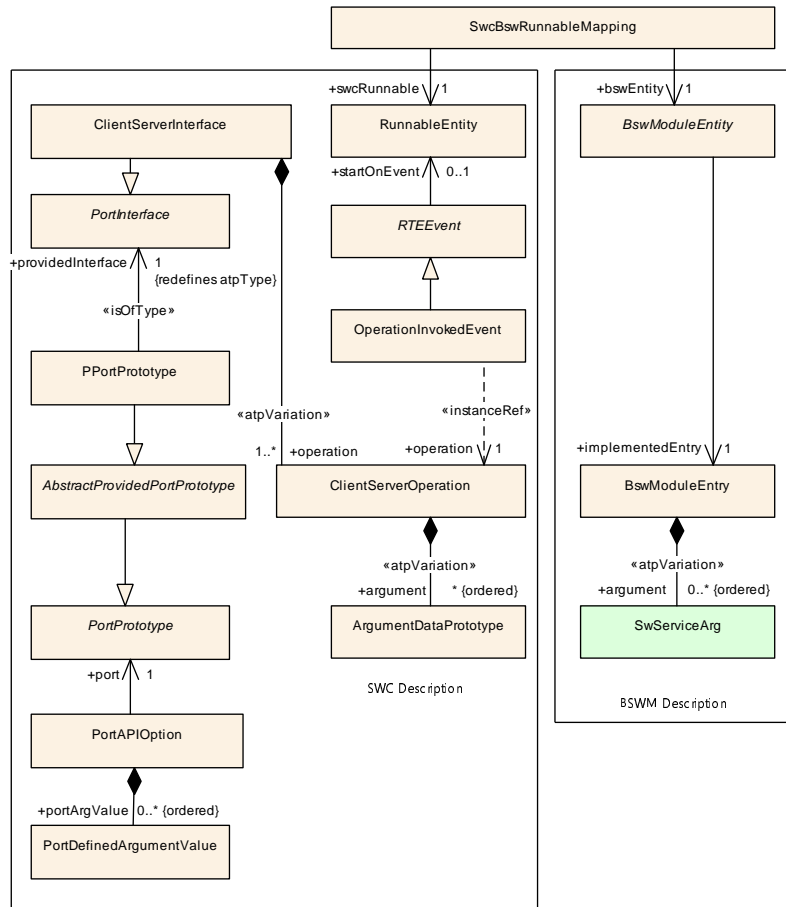 SwcBswRunnableMapping
+swcRunnable 1
+bswEntity 1
ClientServerInterface
RunnableEntity
BswModuleEntity
+startOnEvent 0..1
PortInterface
RTEEvent
+providedInterface 1
{redefines atpType}
«isOfType»
OperationInvokedEvent
PPortPrototype
«atpVariation»
«instanceRef»
1..* +operation
+operation 1
+implementedEntry 1
AbstractProvidedPortPrototype
ClientServerOperation
BswModuleEntry
«atpVariation»
«atpVariation»
+argument * {ordered}
+argument 0..* {ordered}
PortPrototype
ArgumentDataPrototype
SwServiceArg
+port 1
SWC Description
BSWM Description
PortAPIOption
+portArgValue 0..* {ordered}
PortDefinedArgumentValue